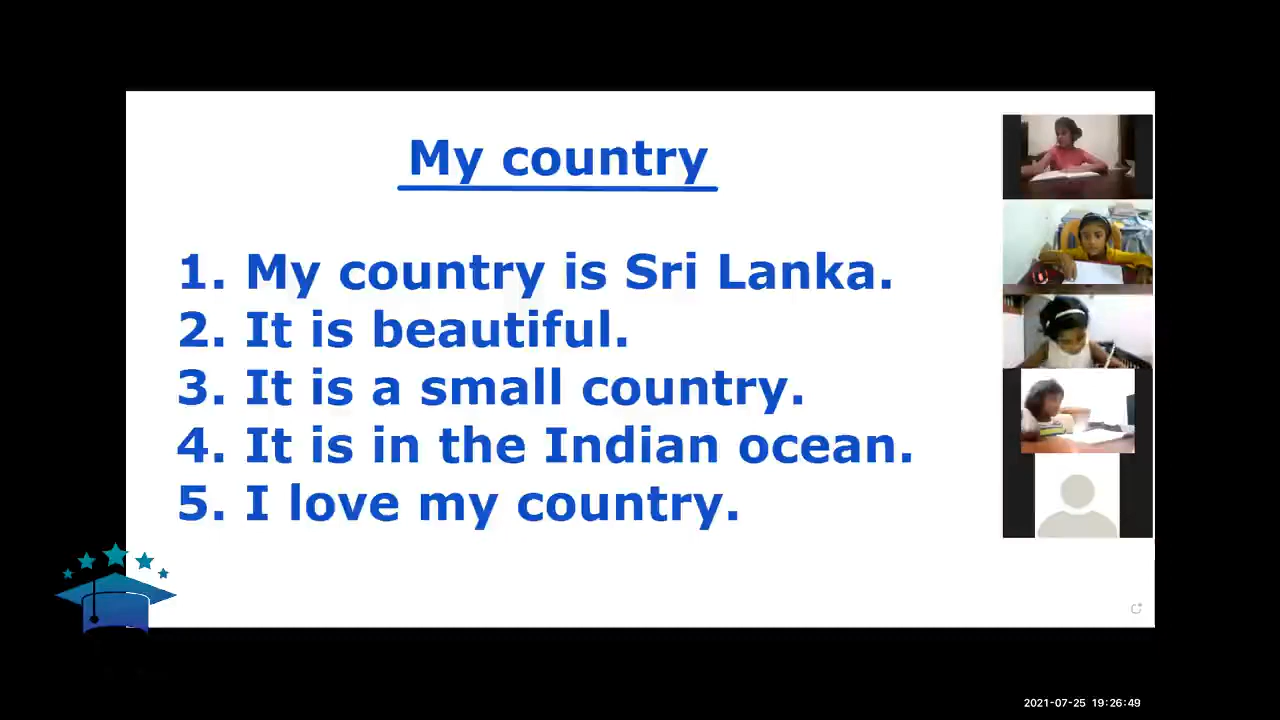 My country
1. My country is Sri Lanka.
2. It is beautiful.
3. It is a small country.
4. It is in the Indian ocean.
5. I love my country.
2021-07-25 19:26:49